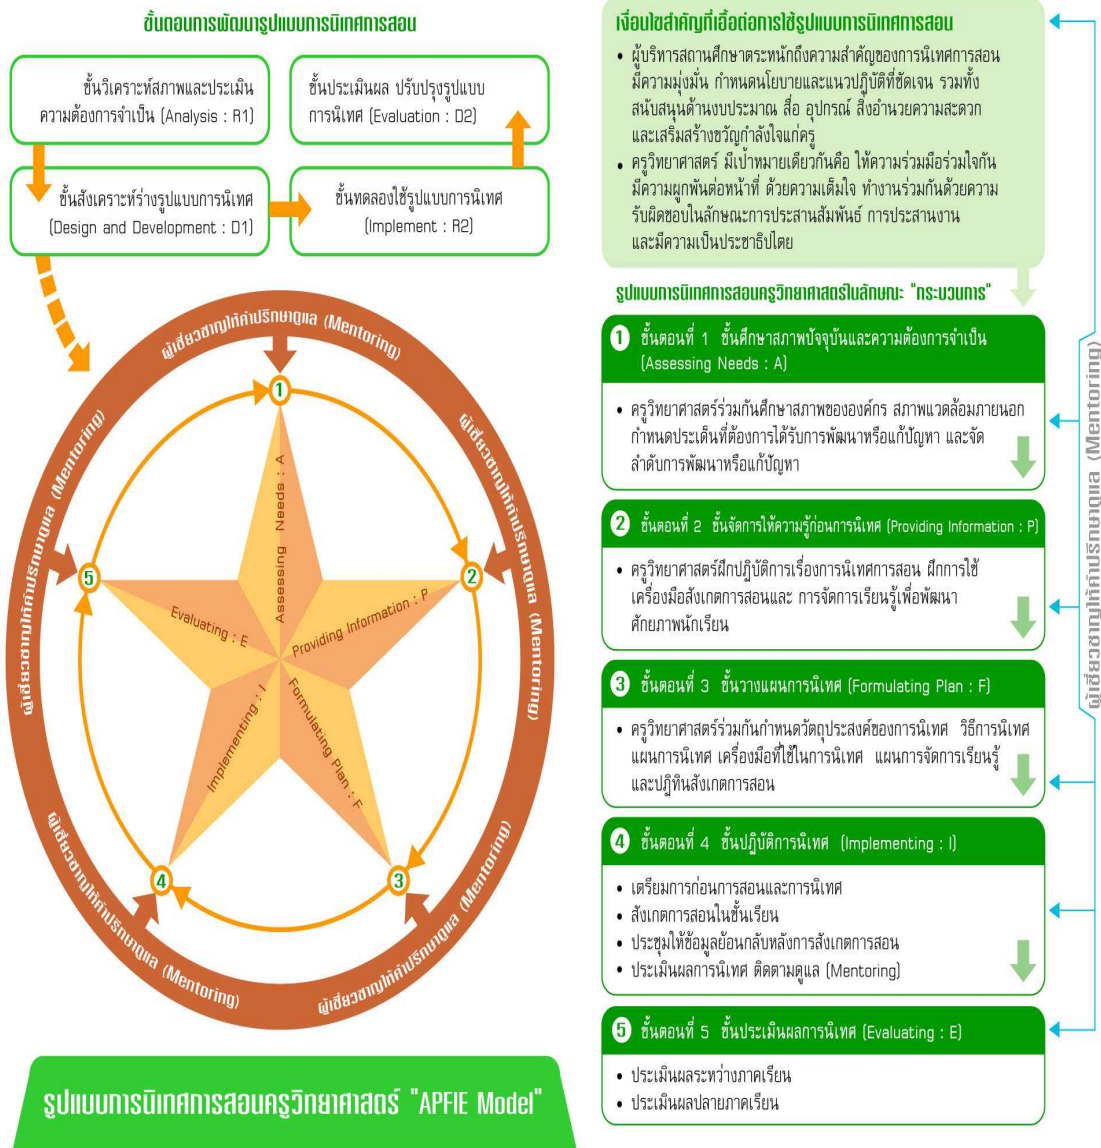 ขั้นตอนการพัฒนารูปแบบการนิเทศการสอน
ขั้นวิเคราะห์สภาพและประเมิน
ความต้องการจำเป็น (Analysis : R1)
ขั้นประเมินผล ปรับปรุงรูปแบบ
การนิเทศ (Evaluation : D2)
ขั้นสังเคราะห์ร่างรูปแบบการนิเทศ
(Design and Development : D1)
ขั้นทดลองใช้รูปแบบการนิเทศ
(Implement : R2)
ผู้เชี่ยวชาญให้คำปรึกษาดูแล (Mentoring)
ผู้เชี่ยวชาญให้คำปรึกษาดูแล (Mentoring)
ผู้เชี่ยวชาญให้คำปรึกษาดูแล (Mentoring)
ผู้เชี่ยวชาญให้คำปรึกษาดูแล (Mentoring)
ผู้เชี่ยวชาญให้คำปรึกษาดูแล (Mentoring)
1
Assessing Needs : A
2
Providing Information : P
3
Formulating Plan : F
4
Implementing : I
5
Evaluating : E
รูปแบบการนิเทศการสอนครูวิทยาศาสตร์ "APFIE Model"
เงื่อนไขสำคัญที่เอื้อต่อการใช้รูปแบบการนิเทศการสอน
• ผู้บริหารสถานศึกษาตระหนักถึงความสำคัญของการนิเทศการสอน
มีความมุ่งมั่น กำหนดนโยบายและแนวปฏิบัติที่ชัดเจน รวมทั้ง
สนับสนุนด้านงบประมาณ สื่อ อุปกรณ์ สิ่งอำนวยความสะดวก
และเสริมสร้างขวัญกำลังใจแก่ครู
• ครูวิทยาศาสตร์ มีเป้าหมายเดียวกันคือ ให้ความร่วมมือร่วมใจกัน
มีความผูกพันต่อหน้าที่ ด้วยความเต็มใจ ทำงานร่วมกันด้วยความ
รับผิดชอบในลักษณะการประสานสัมพันธ์ การประสานงาน
และมีความเป็นประชาธิปไตย
รูปแบบการนิเทศการสอนครูวิทยาศาสตร์ในลักษณะ "กระบวนการ"
1 ขั้นตอนที่ 1 ขั้นศึกษาสภาพปัจจุบันและความต้องการจำเป็น
(Assessing Needs : A)
• ครูวิทยาศาสตร์ร่วมกันศึกษาสภาพขององค์กร สภาพแวดล้อมภายนอก
กำหนดประเด็นที่ต้องการได้รับการพัฒนาหรือแก้ปัญหา และจัด
ลำดับการพัฒนาหรือแก้ปัญหา
2 ขั้นตอนที่ 2 ขั้นจัดการให้ความรู้ก่อนการนิเทศ (Providing Information : P)
• ครูวิทยาศาสตร์ฝึกปฏิบัติการเรื่องการนิเทศการสอน ฝึกการใช้
เครื่องมือสังเกตการสอนและ การจัดการเรียนรู้เพื่อพัฒนา
ศักยภาพนักเรียน
3 ขั้นตอนที่ 3 ขั้นวางแผนการนิเทศ (Formulating Plan : F)
• ครูวิทยาศาสตร์ร่วมกันกำหนดวัตถุประสงค์ของการนิเทศ วิธีการนิเทศ
แผนการนิเทศ เครื่องมือที่ใช้ในการนิเทศ แผนการจัดการเรียนรู้
และปฏิทินสังเกตการสอน
4 ขั้นตอนที่ 4 ขั้นปฏิบัติการนิเทศ (Implementing : I)
• เตรียมการก่อนการสอนและการนิเทศ
• สังเกตการสอนในชั้นเรียน
• ประชุมให้ข้อมูลย้อนกลับหลังการสังเกตการสอน
• ประเมินผลการนิเทศ ติดตามดูแล (Mentoring)
5 ขั้นตอนที่ 5 ขั้นประเมินผลการนิเทศ (Evaluating : E)
• ประเมินผลระหว่างภาคเรียน
• ประเมินผลปลายภาคเรียน
ผู้เชี่ยวชาญให้คำปรึกษาดูแล (Mentoring)